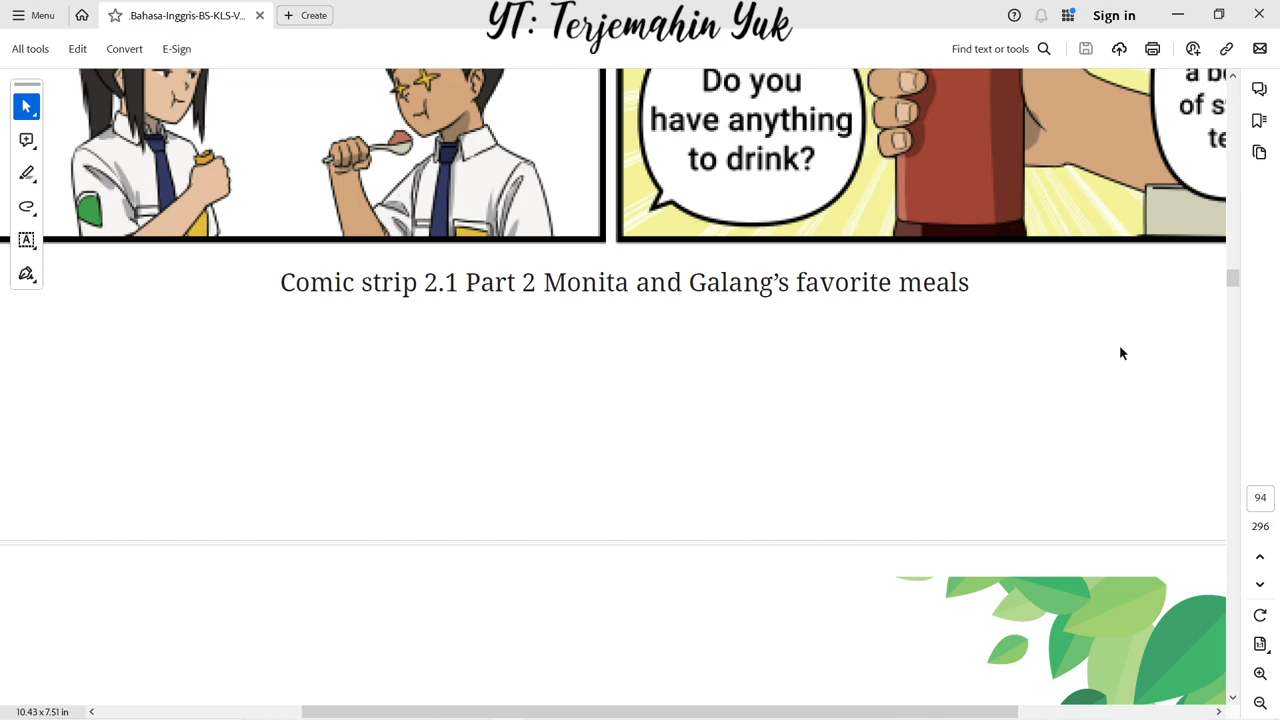 Menu
.Bahasa-Inggris-BS-KLS-V...
Create
YT: Terjemahin Yuk
Sign in
All tools
Edit
Convert
E-Sign
Find text or tools
Do you
have anything
to drink?
of
Comic strip 2.1 Part 2 Monita and Galang's favorite meals
94
296
10.43 x 7.51 in